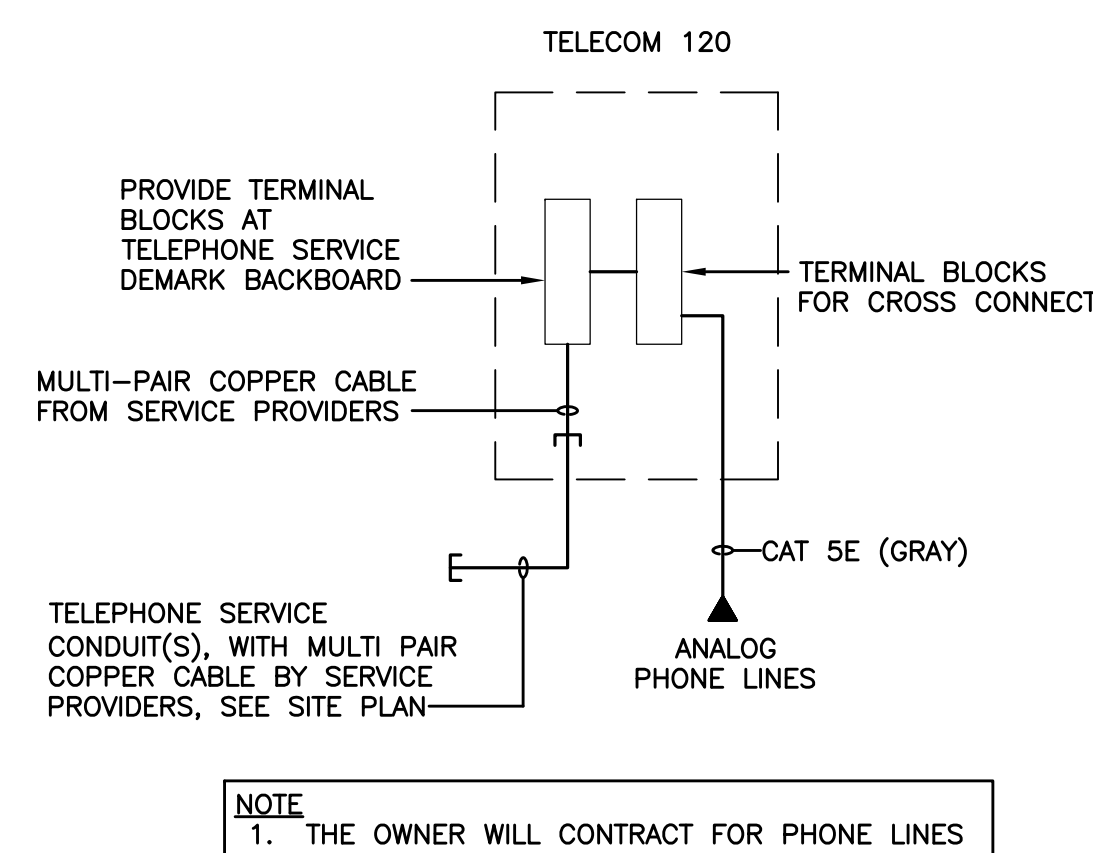 TELECOM 120
PROVIDE TERMINAL
BLOCKS AT
TELEPHONE SERVICE
DEMARK BACKBOARD
TERMINAL BLOCKS
FOR CROSS CONNECT
MULTI-PAIR COPPER CABLE
FROM SERVICE PROVIDERS
CAT 5E (GRAY)
TELEPHONE SERVICE
CONDUIT(S), WITH MULTI PAIR
COPPER CABLE BY SERVICE
PROVIDERS, SEE SITE PLAN
ANALOG
PHONE LINES
NOTE
1. THE OWNER WILL CONTRACT FOR PHONE LINES